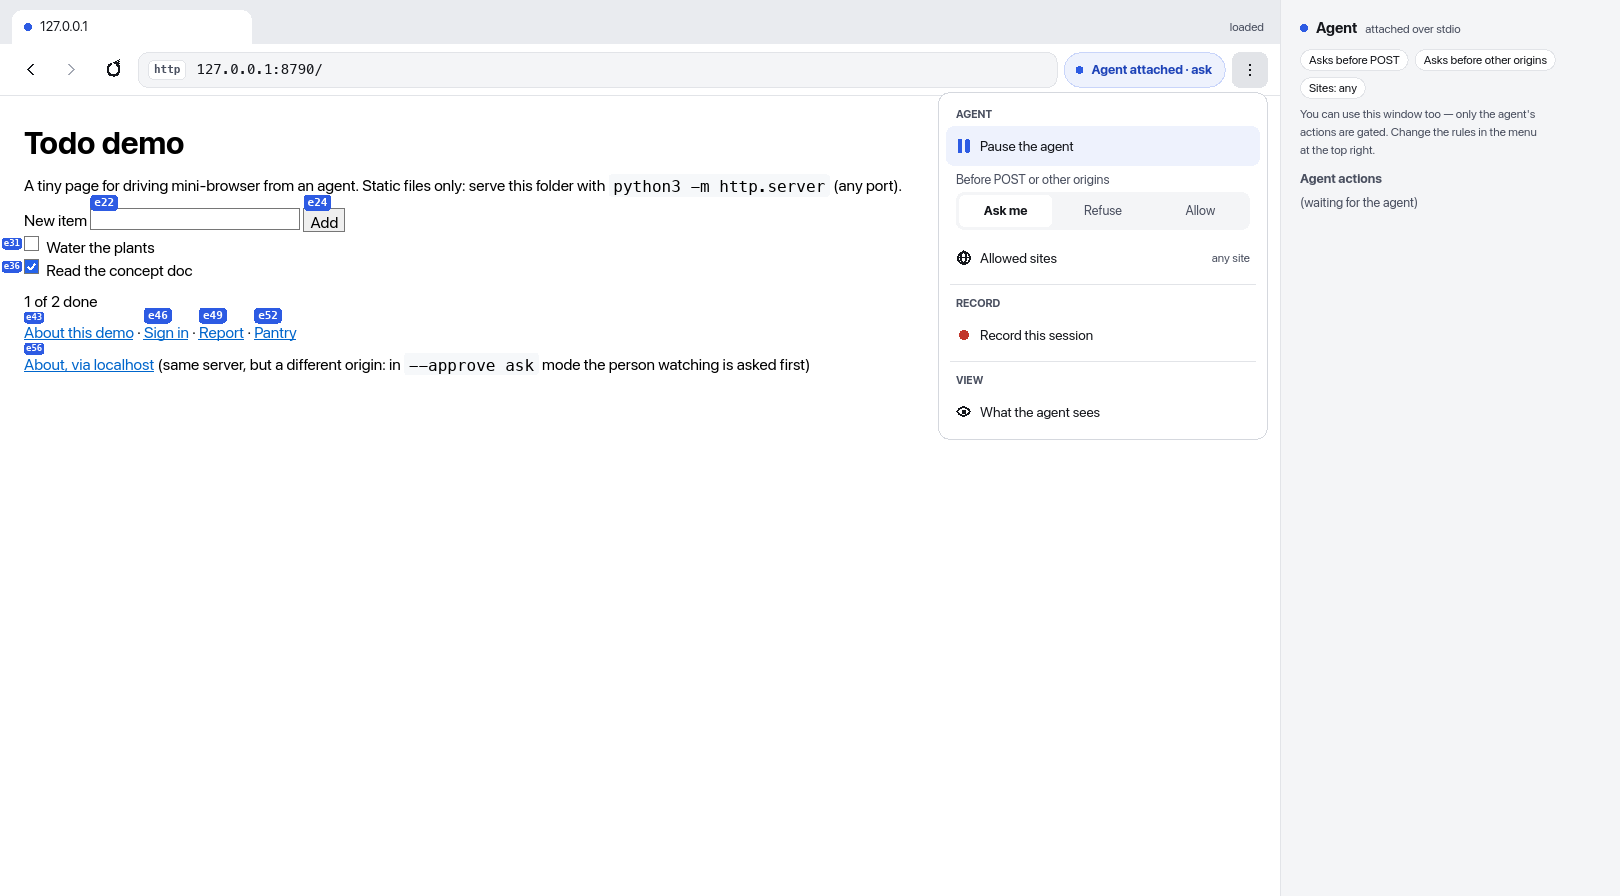 127.0.0.1
loaded
http 127.0.0.1:8790/
Agent attached · ask
Todo demo
A tiny page for driving mini-browser from an agent. Static files only: serve this folder with python3 -m http.server (any port).
e22 e24
New item Add
e31 Water the plants
e36 Read the concept doc
1 of 2 done
e43 e46 e49 e52
About this demo · Sign in · Report · Pantry
e56
About, via localhost (same server, but a different origin: in --approve ask mode the person watching is asked first)
AGENT
Pause the agent
Before POST or other origins
Ask me Refuse Allow
Allowed sites any site
RECORD
Record this session
VIEW
What the agent sees
Agent attached over stdio
Asks before POST Asks before other origins
Sites: any
You can use this window too — only the agent's
actions are gated. Change the rules in the menu
at the top right.
Agent actions
(waiting for the agent)